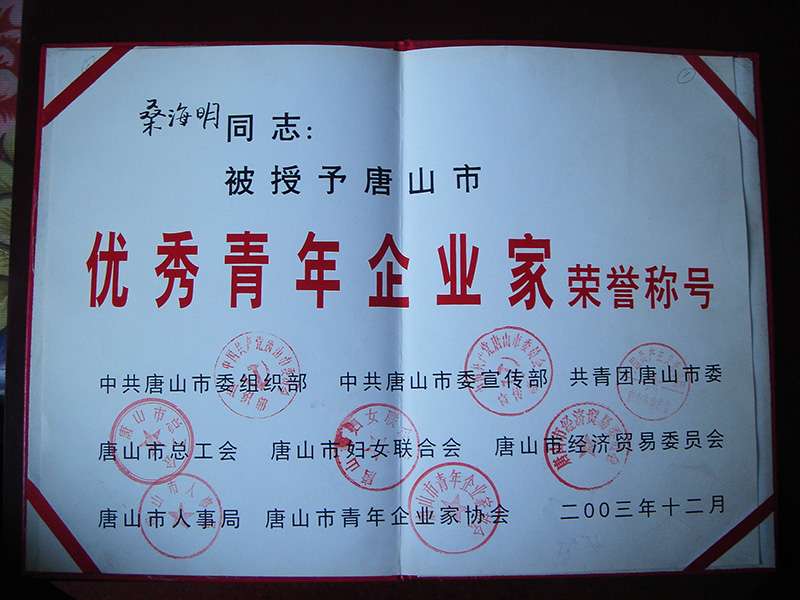 桑海明同志：
被授予唐山市
优秀青年企业家荣誉称号
中共唐山市委组织部 中共唐山市委宣传部 共青团唐山市委
唐山市总工会 唐山市妇女联合会 唐山市经济贸易委员会
唐山市人事局 唐山市青年企业家协会 二00三年十二月